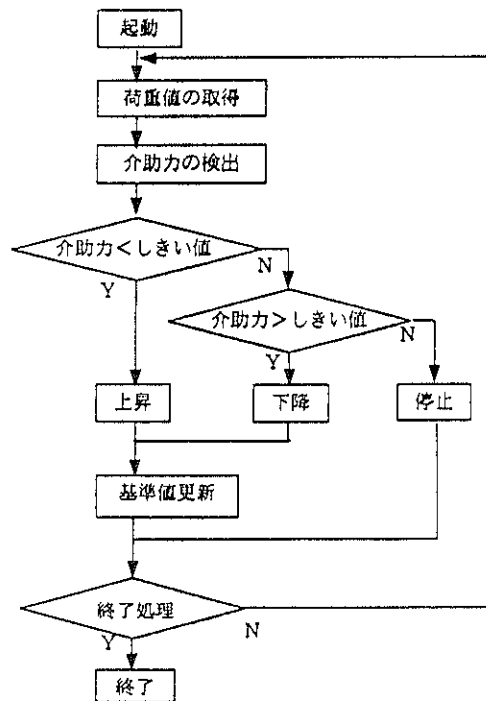 起動
荷重値の取得
介助力の検出
介助力<しきい値
N
Y
介助力>しきい値
N
Y
上昇
下降
停止
基準値更新
終了処理
N
Y
終了